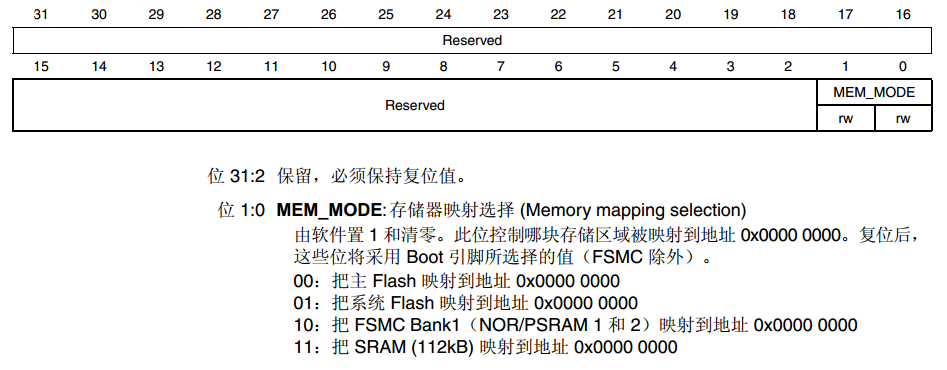 31 30 29 28 27 26 25 24 23 22 21 20 19 18 17 16
Reserved
15 14 13 12 11 10 9 8 7 6 5 4 3 2 1 0
Reserved
MEM_MODE
rw rw
位 31:2 保留，必须保持复位值。
位 1:0 MEM_MODE: 存储器映射选择 (Memory mapping selection)
由软件置 1 和清零。此位控制哪块存储区域被映射到地址 0x0000 0000。复位后，
这些位将采用 Boot 引脚所选择的值（FSMC 除外）。
00：把主 Flash 映射到地址 0x0000 0000
01：把系统 Flash 映射到地址 0x0000 0000
10：把 FSMC Bank1（NOR/PSRAM 1 和 2）映射到地址 0x0000 0000
11：把 SRAM (112kB) 映射到地址 0x0000 0000